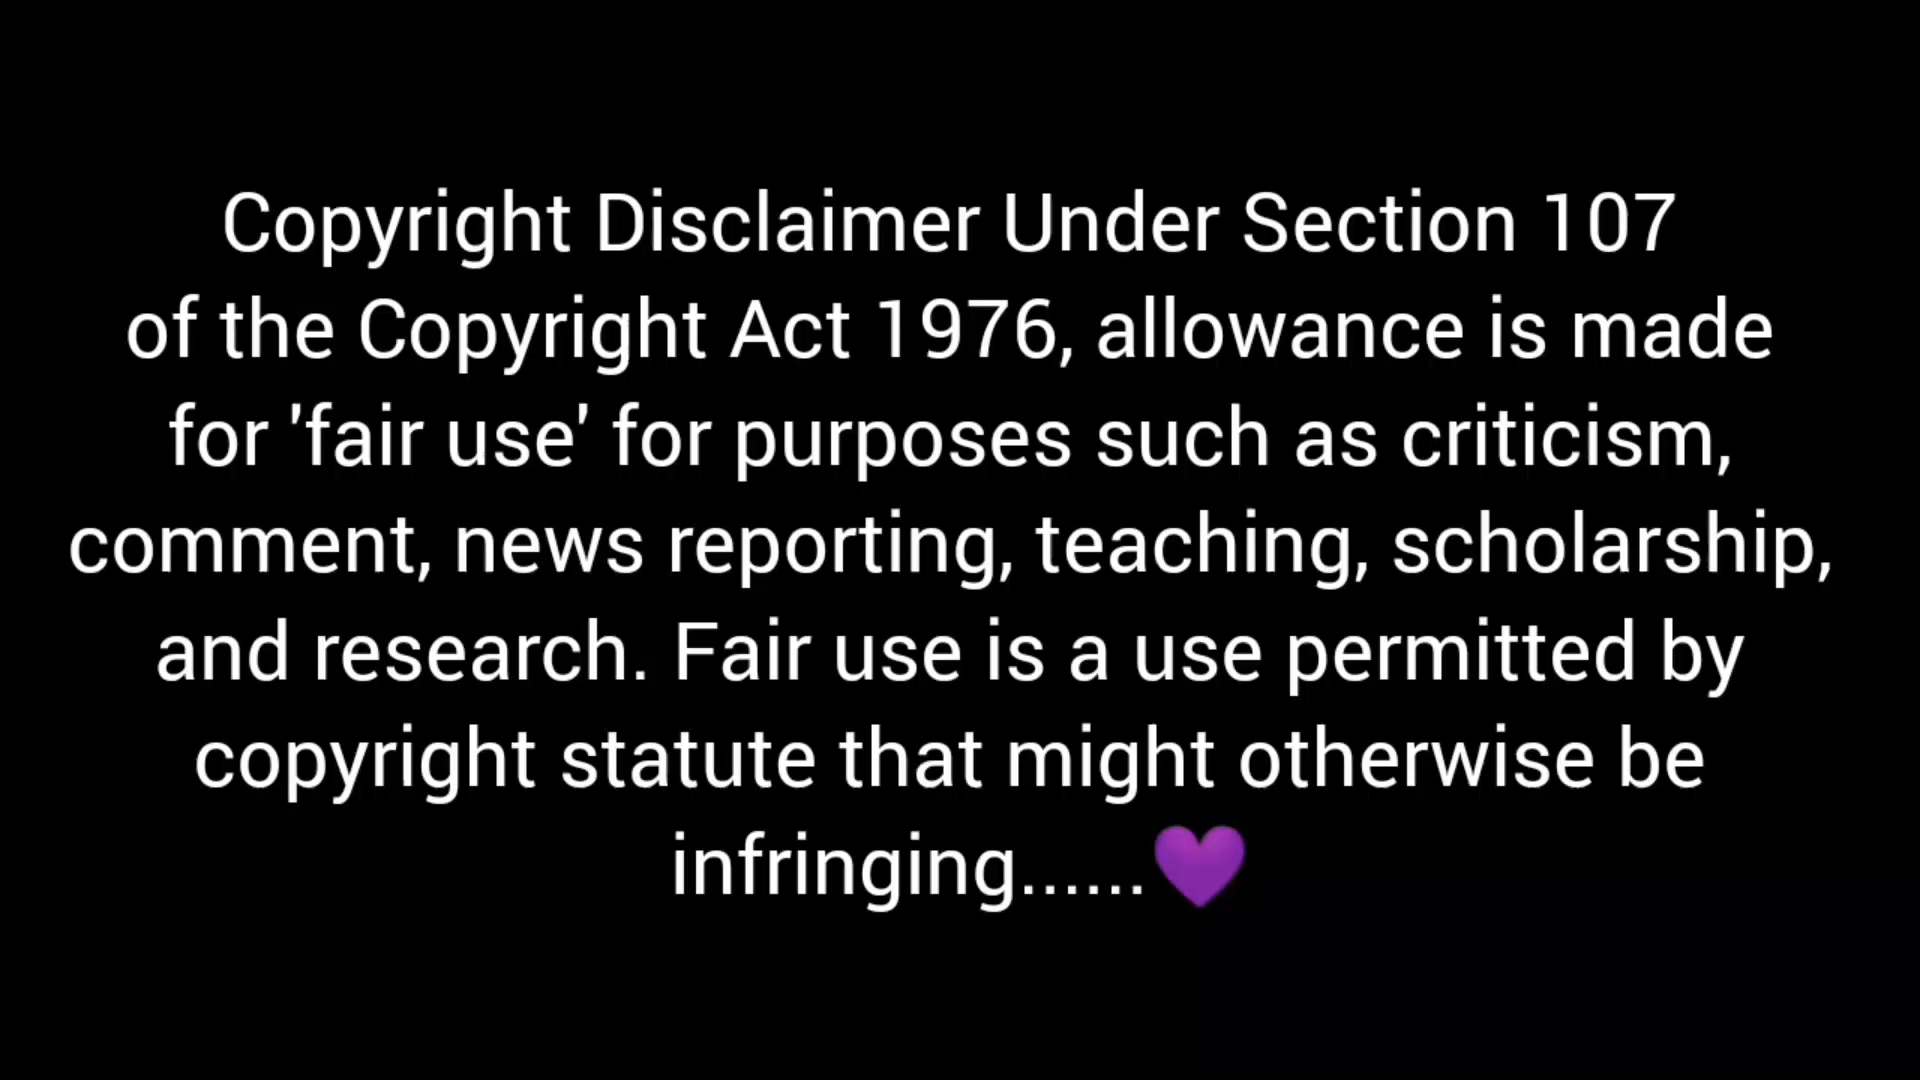 Copyright Disclaimer Under Section 107
of the Copyright Act 1976, allowance is made
for 'fair use' for purposes such as criticism,
comment, news reporting, teaching, scholarship,
and research. Fair use is a use permitted by
copyright statute that might otherwise be
infringing......💜